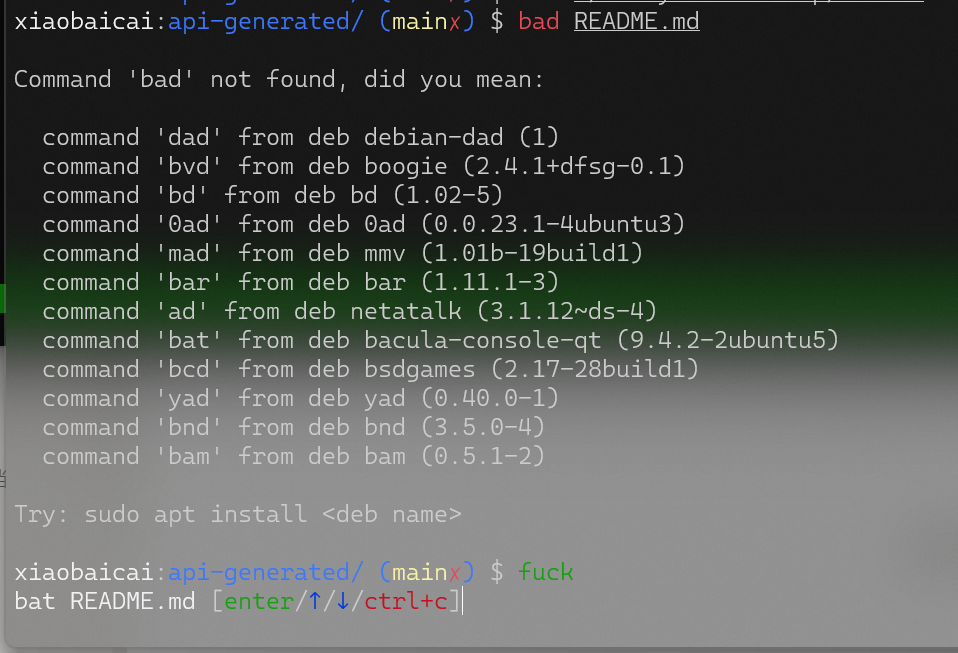 xiaobaicai:api-generated/ (main✗) $ bad README.md
Command 'bad' not found, did you mean:
command 'dad' from deb debian-dad (1)
command 'bvd' from deb boogie (2.4.1+dfsg-0.1)
command 'bd' from deb bd (1.02-5)
command '0ad' from deb 0ad (0.0.23.1-4ubuntu3)
command 'mad' from deb mmv (1.01b-19build1)
command 'bar' from deb bar (1.11.1-3)
command 'ad' from deb netatalk (3.1.12~ds-4)
command 'bat' from deb bacula-console-qt (9.4.2-2ubuntu5)
command 'bcd' from deb bsdgames (2.17-28build1)
command 'yad' from deb yad (0.40.0-1)
command 'bnd' from deb bnd (3.5.0-4)
command 'bam' from deb bam (0.5.1-2)
Try: sudo apt install <deb name>
xiaobaicai:api-generated/ (main✗) $ fuck
bat README.md [enter/↑/↓/ctrl+c]